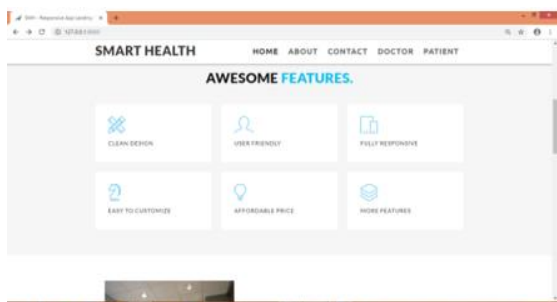 SMART HEALTH
HOME ABOUT CONTACT DOCTOR PATIENT
AWESOME FEATURES.
CLEAN DESIGN
USER FRIENDLY
FULLY RESPONSIVE
EASY TO CUSTOMIZE
AFFORDABLE PRICE
MORE FEATURES